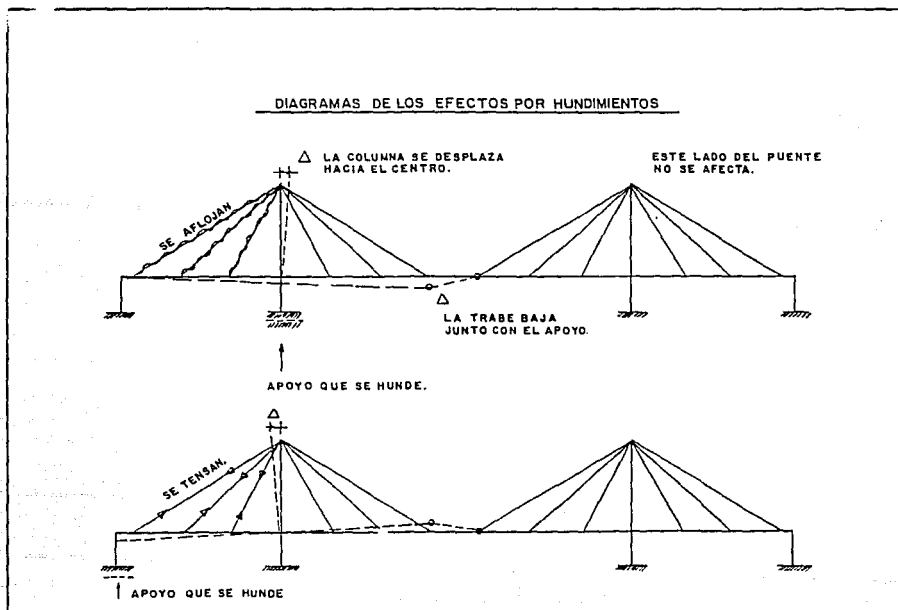 DIAGRAMAS DE LOS EFECTOS POR HUNDIMIENTOS
△ LA COLUMNA SE DESPLAZA
HACIA EL CENTRO.
ESTE LADO DEL PUENTE
NO SE AFECTA.
SE AFLOJAN
△
LA TRABE BAJA
JUNTO CON EL APOYO.
APOYO QUE SE HUNDE.
△
SE TENSAN.
APOYO QUE SE HUNDE